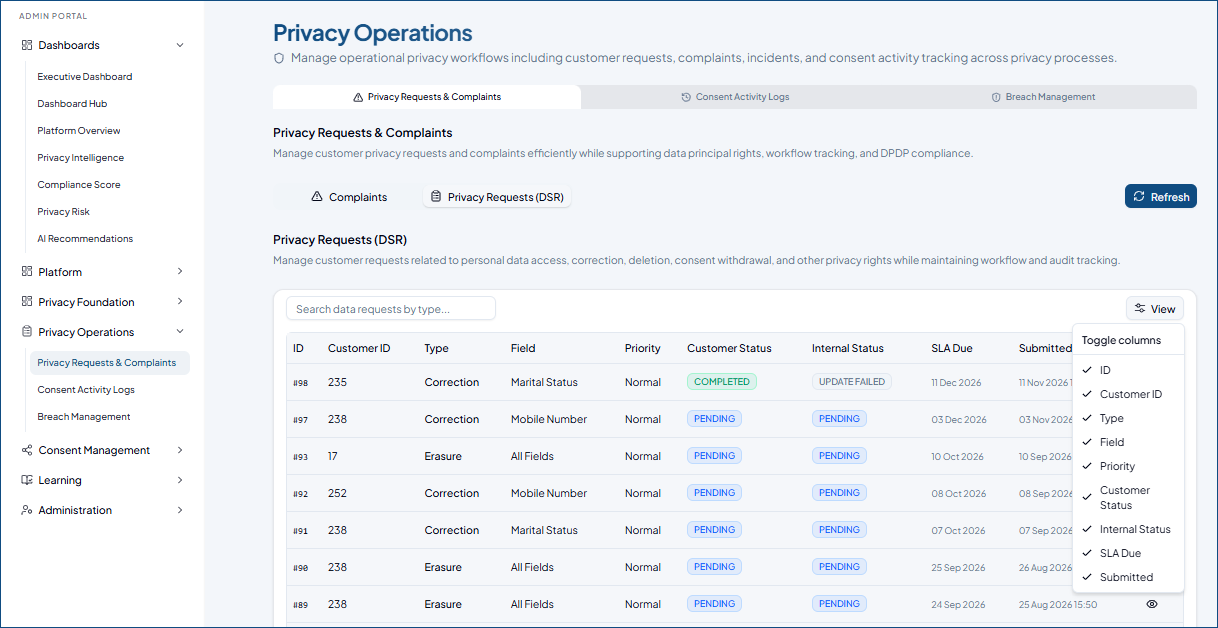 ADMIN PORTAL
Dashboards
Executive Dashboard
Dashboard Hub
Platform Overview
Privacy Intelligence
Compliance Score
Privacy Risk
AI Recommendations
Platform
Privacy Foundation
Privacy Operations
Privacy Requests & Complaints
Consent Activity Logs
Breach Management
Consent Management
Learning
Administration
Privacy Operations
Manage operational privacy workflows including customer requests, complaints, incidents, and consent activity tracking across privacy processes.
Privacy Requests & Complaints Consent Activity Logs Breach Management
Privacy Requests & Complaints
Manage customer privacy requests and complaints efficiently while supporting data principal rights, workflow tracking, and DPDP compliance.
Complaints Privacy Requests (DSR) Refresh
Privacy Requests (DSR)
Manage customer requests related to personal data access, correction, deletion, consent withdrawal, and other privacy rights while maintaining workflow and audit tracking.
Search data requests by type... View
ID Customer ID Type Field Priority Customer Status Internal Status SLA Due Submitted
#98 235 Correction Marital Status Normal COMPLETED UPDATE FAILED 11 Dec 2026 11 Nov 2026
#97 238 Correction Mobile Number Normal PENDING PENDING 03 Dec 2026 03 Nov 2026
#93 17 Erasure All Fields Normal PENDING PENDING 10 Oct 2026 10 Sep 2026
#92 252 Correction Mobile Number Normal PENDING PENDING 08 Oct 2026 08 Sep 2026
#91 238 Correction Marital Status Normal PENDING PENDING 07 Oct 2026 07 Sep 2026
#90 238 Erasure All Fields Normal PENDING PENDING 25 Sep 2026 26 Aug 2026
#89 238 Erasure All Fields Normal PENDING PENDING 24 Sep 2026 25 Aug 2026 15:50
Toggle columns
ID
Customer ID
Type
Field
Priority
Customer
Status
Internal Status
SLA Due
Submitted